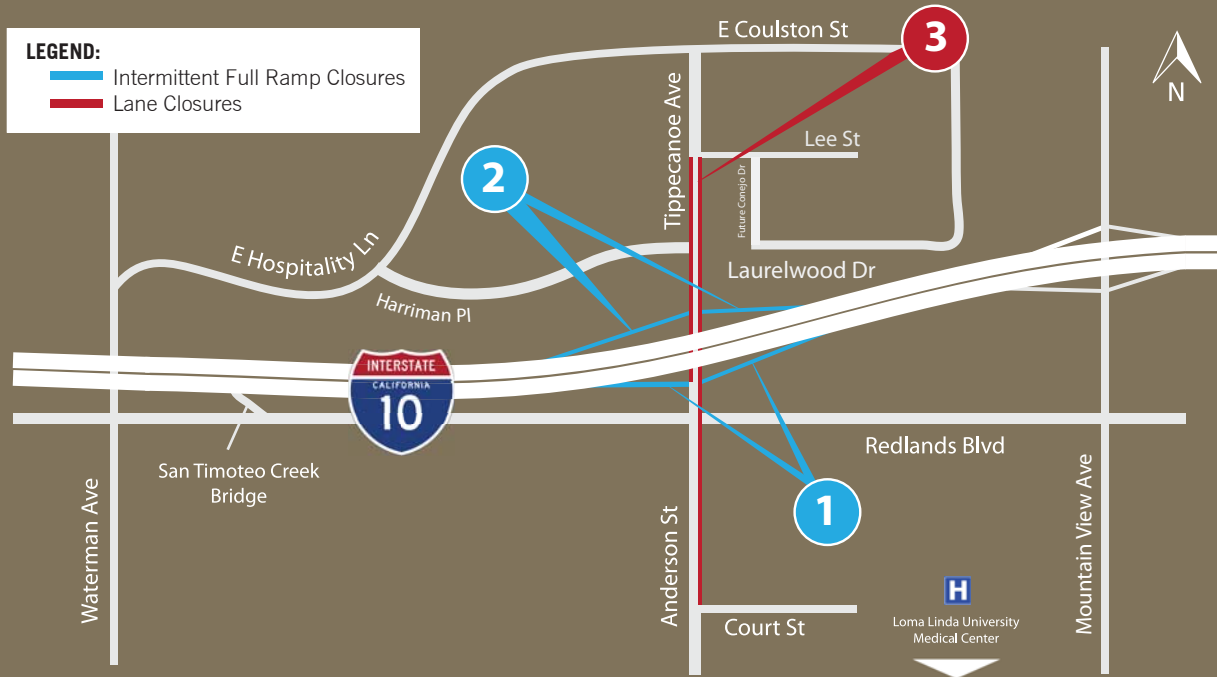 LEGEND:
Intermittent Full Ramp Closures
Lane Closures
E Coulston St
3
N
Tippecanoe Ave
Lee St
2
Future Conejo Dr
E Hospitality Ln
Laurelwood Dr
Harriman Pl
INTERSTATE
CALIFORNIA
10
Redlands Blvd
San Timoteo Creek
Bridge
1
Waterman Ave
Anderson St
Mountain View Ave
H
Court St
Loma Linda University
Medical Center